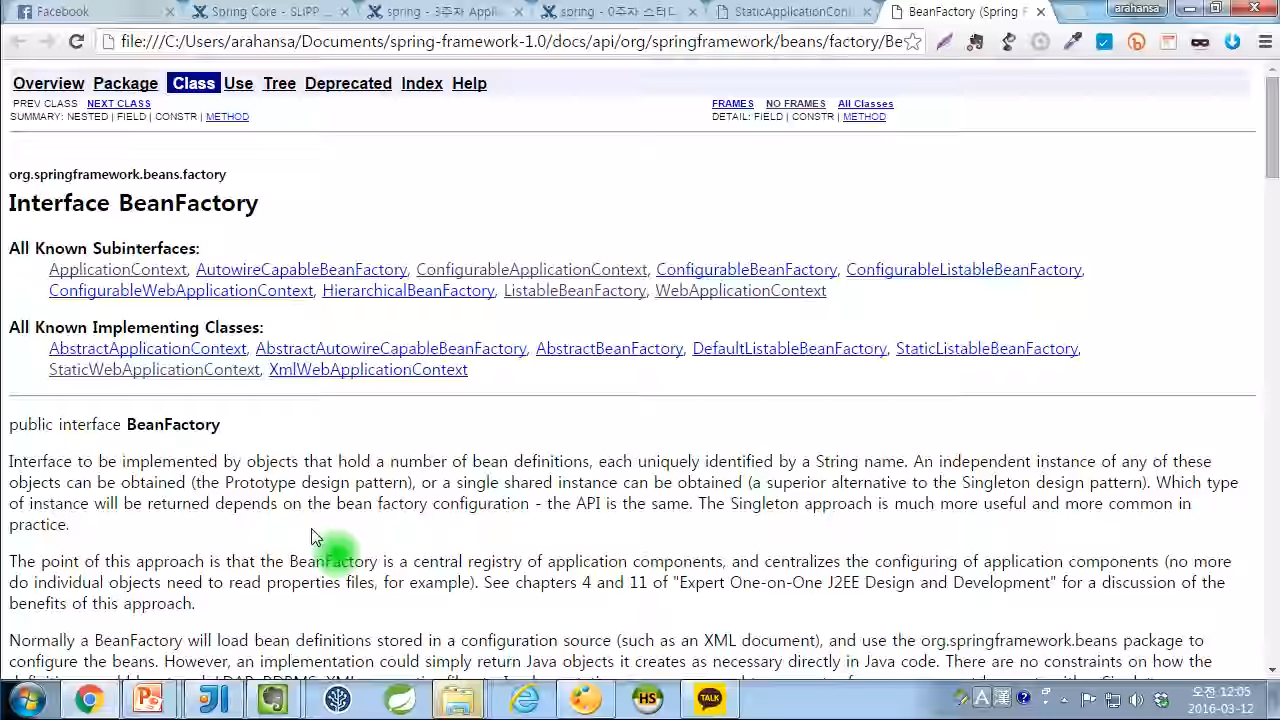 Facebook
Spring Core - SLiPP
spring - 3주자 Appl
spring - 0주자 스터드
StaticApplicationConl
BeanFactory (Spring F
arahansa
file:///C:/Users/arahansa/Documents/spring-framework-1.0/docs/api/org/springframework/beans/factory/Be
Overview Package Class Use Tree Deprecated Index Help
PREV CLASS NEXT CLASS
FRAMES NO FRAMES All Classes
SUMMARY: NESTED | FIELD | CONSTR | METHOD
DETAIL: FIELD | CONSTR | METHOD
org.springframework.beans.factory
Interface BeanFactory
All Known Subinterfaces:
ApplicationContext, AutowireCapableBeanFactory, ConfigurableApplicationContext, ConfigurableBeanFactory, ConfigurableListableBeanFactory,
ConfigurableWebApplicationContext, HierarchicalBeanFactory, ListableBeanFactory, WebApplicationContext
All Known Implementing Classes:
AbstractApplicationContext, AbstractAutowireCapableBeanFactory, AbstractBeanFactory, DefaultListableBeanFactory, StaticListableBeanFactory,
StaticWebApplicationContext, XmlWebApplicationContext
public interface BeanFactory
Interface to be implemented by objects that hold a number of bean definitions, each uniquely identified by a String name. An independent instance of any of these
objects can be obtained (the Prototype design pattern), or a single shared instance can be obtained (a superior alternative to the Singleton design pattern). Which type
of instance will be returned depends on the bean factory configuration - the API is the same. The Singleton approach is much more useful and more common in
practice.
The point of this approach is that the BeanFactory is a central registry of application components, and centralizes the configuring of application components (no more
do individual objects need to read properties files, for example). See chapters 4 and 11 of "Expert One-on-One J2EE Design and Development" for a discussion of the
benefits of this approach.
Normally a BeanFactory will load bean definitions stored in a configuration source (such as an XML document), and use the org.springframework.beans package to
configure the beans. However, an implementation could simply return Java objects it creates as necessary directly in Java code. There are no constraints on how the
HS
TALK
A 漢
오전 12:05
2016-03-12